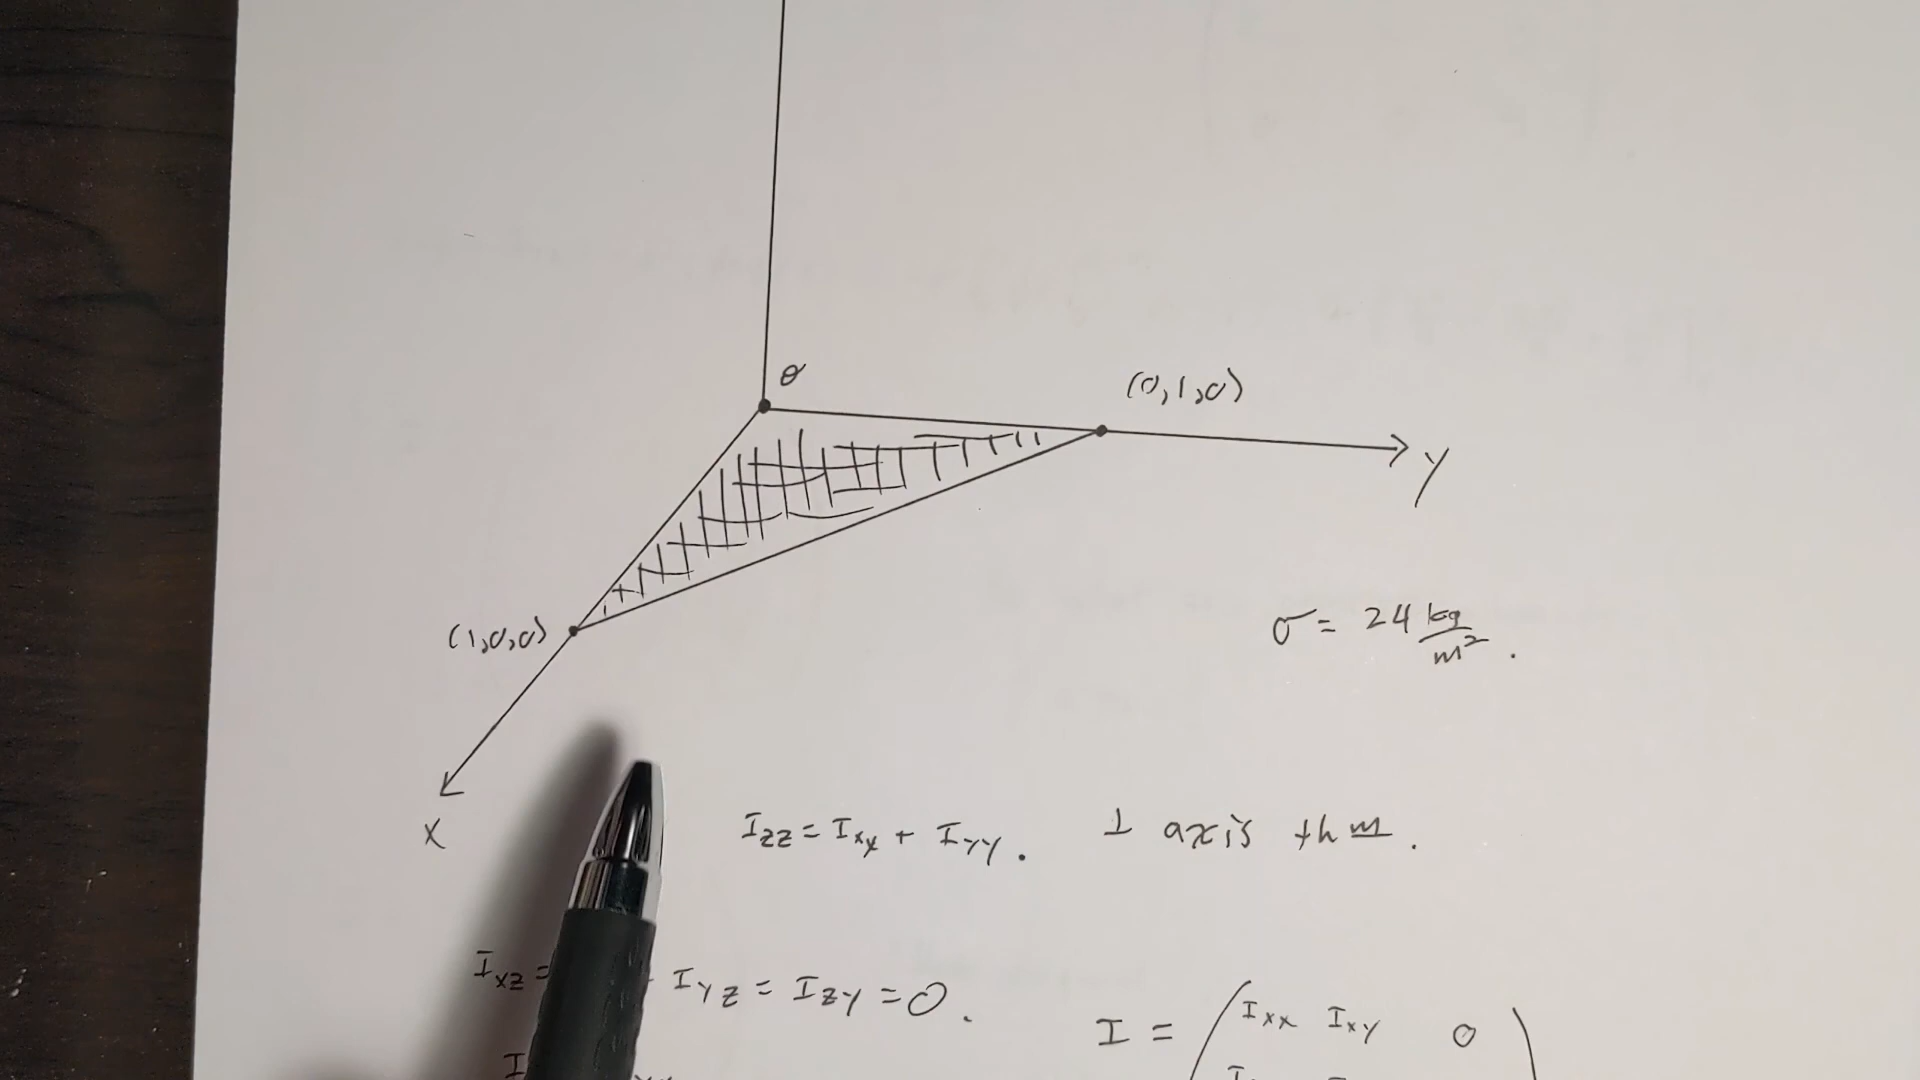 O
(0,1,0)
y
(1,0,0)
σ = 24 kg/m² .
x
Izz = Ixx + Iyy . ⊥ axis thm .
Ixz = Iyz = Izy = 0 .
I = ( Ixx Ixy 0 )